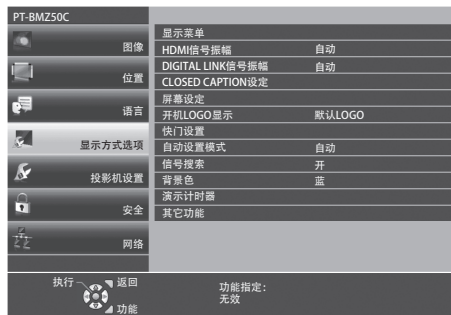 PT-BMZ50C
图像
位置
语言
显示方式选项
投影机设置
安全
网络
显示菜单
HDMI信号振幅 自动
DIGITAL LINK信号振幅 自动
CLOSED CAPTION设定
屏幕设定
开机LOGO显示 默认LOGO
快门设置
自动设置模式 自动
信号搜索 开
背景色 蓝
演示计时器
其它功能
执行 返回
功能
功能指定:
无效